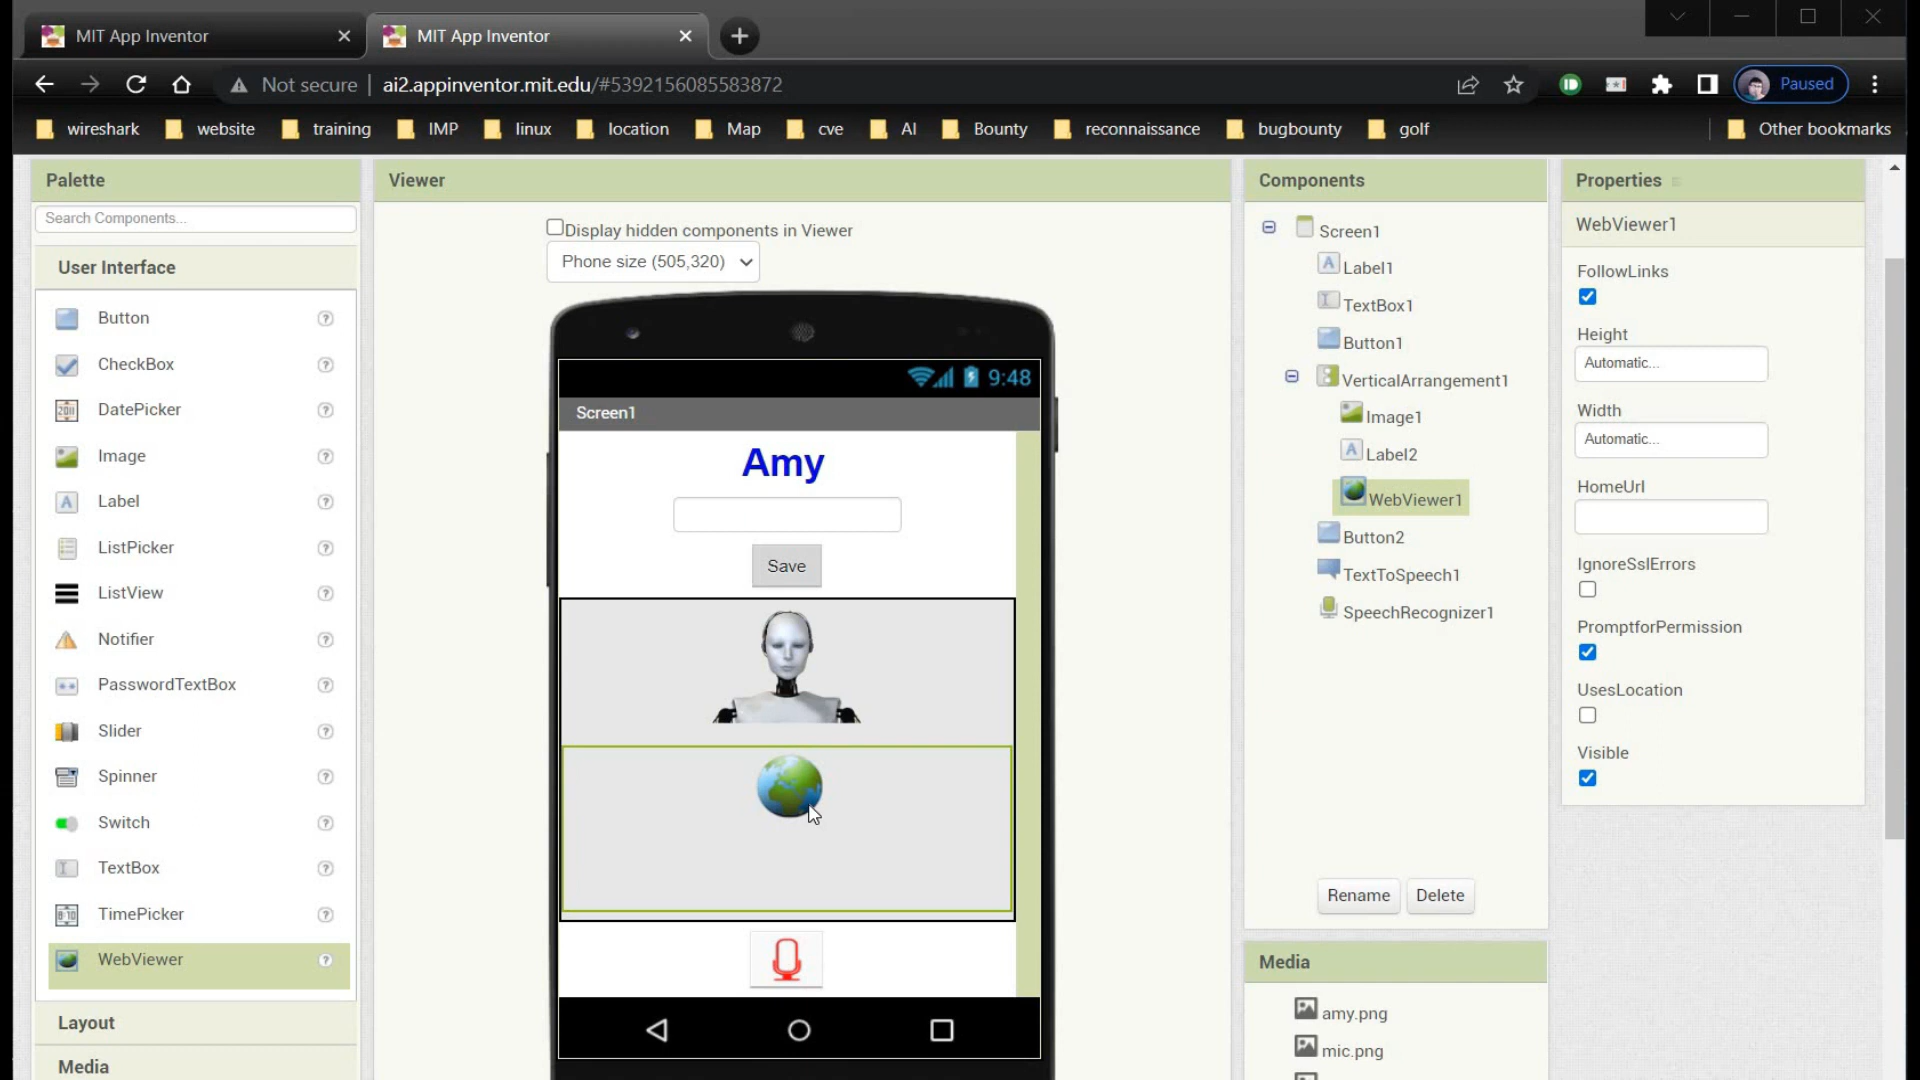 MIT App Inventor
MIT App Inventor
Not secure
ai2.appinventor.mit.edu/#5392156085583872
Paused
wireshark
website
training
IMP
linux
location
Map
cve
AI
Bounty
reconnaissance
bugbounty
golf
Other bookmarks
Palette
Search Components...
User Interface
Button
CheckBox
DatePicker
Image
Label
ListPicker
ListView
Notifier
PasswordTextBox
Slider
Spinner
Switch
TextBox
TimePicker
WebViewer
Layout
Media
Viewer
Display hidden components in Viewer
Phone size (505,320)
9:48
Screen1
Amy
Save
Components
Screen1
Label1
TextBox1
Button1
VerticalArrangement1
Image1
Label2
WebViewer1
Button2
TextToSpeech1
SpeechRecognizer1
Rename
Delete
Media
amy.png
mic.png
Properties
WebViewer1
FollowLinks
Height
Automatic...
Width
Automatic...
HomeUrl
IgnoreSslErrors
PromptforPermission
UsesLocation
Visible